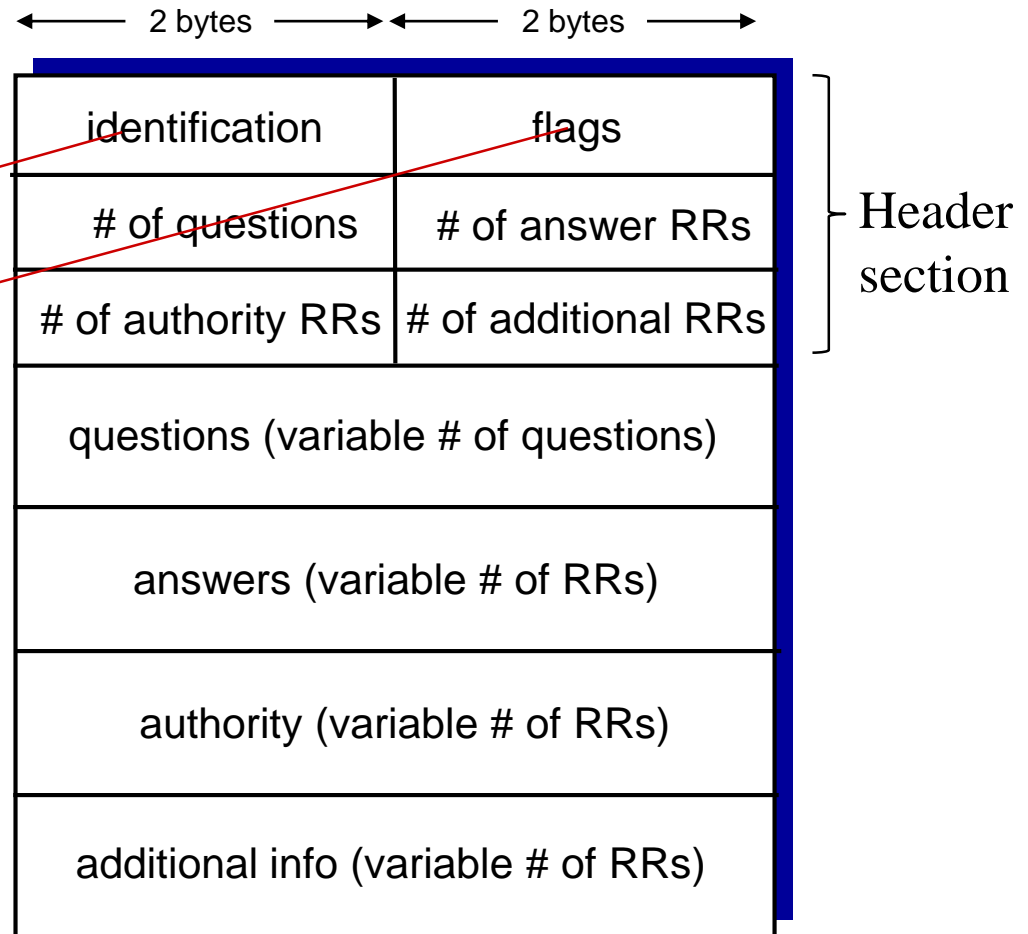 2 bytes 2 bytes
identification flags
# of questions # of answer RRs
# of authority RRs # of additional RRs
Header
section
questions (variable # of questions)
answers (variable # of RRs)
authority (variable # of RRs)
additional info (variable # of RRs)